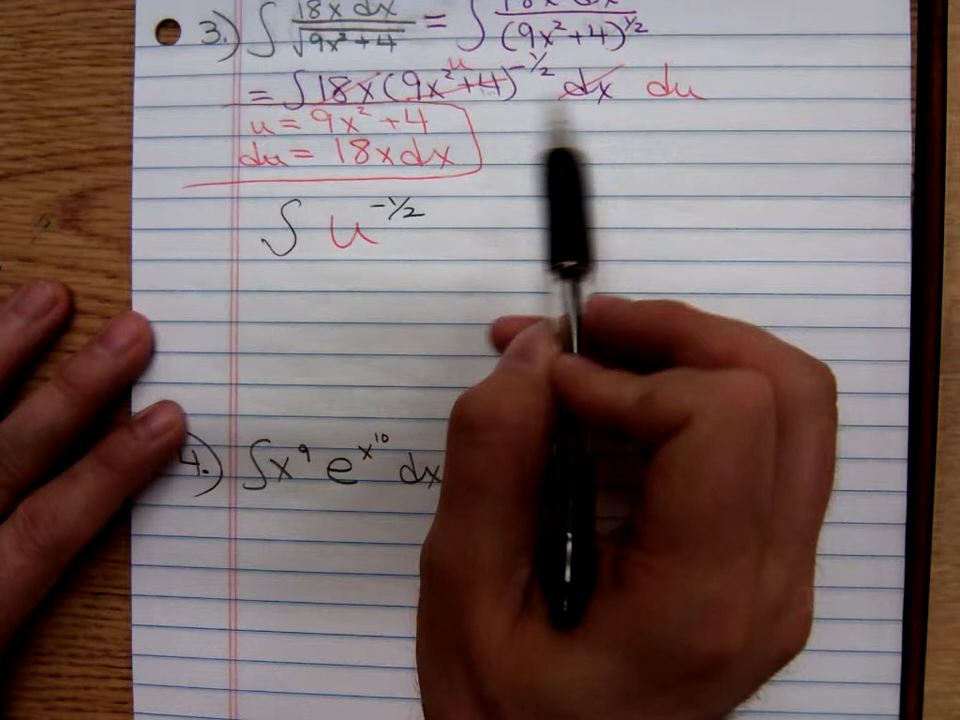 3.) ∫ 18x dx / √(9x²+4) = ∫ 18x dx / (9x²+4)^½
= ∫ 18x (9x²+4)^-½ dx du
u
u = 9x²+4
du = 18x dx
∫ u^-½
4.) ∫ x⁹ e^x¹⁰ dx